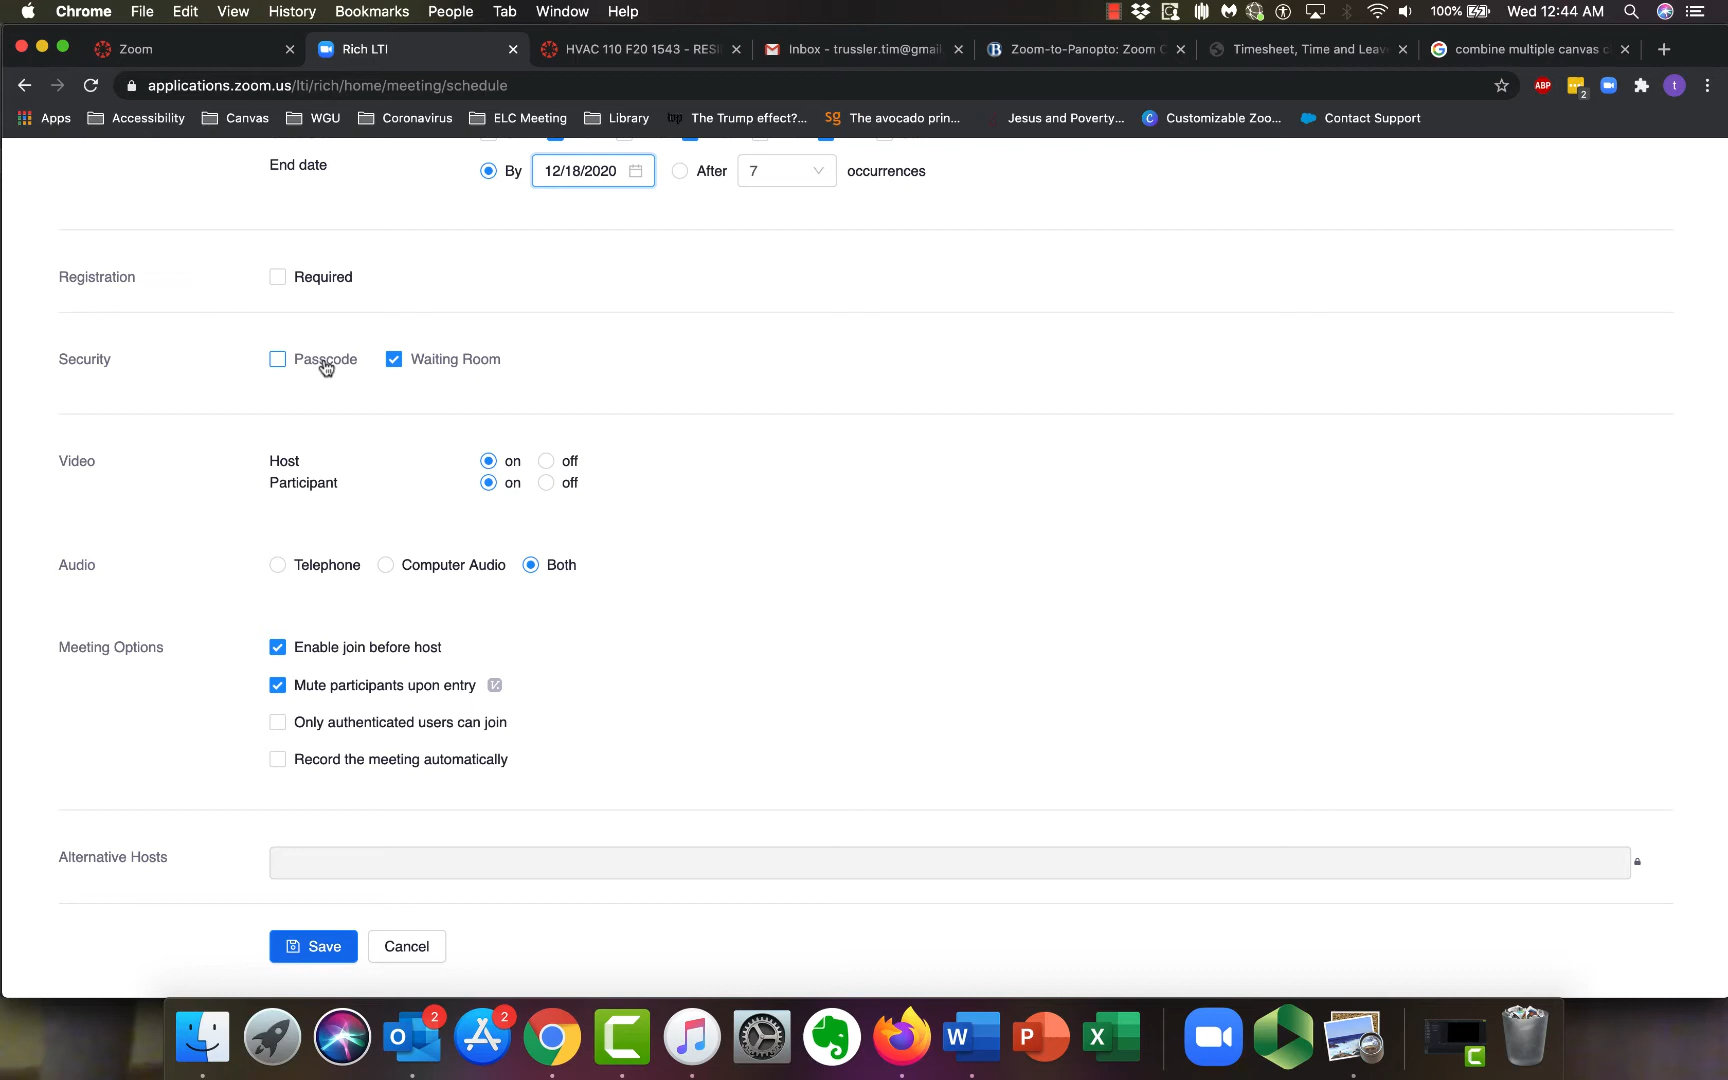 Chrome File Edit View History Bookmarks People Tab Window Help 100% Wed 12:44 AM
Zoom Rich LTI HVAC 110 F20 1543 - RESI Inbox - trussler.tim@gmail. Zoom-to-Panopto: Zoom C Timesheet, Time and Leav combine multiple canvas c
applications.zoom.us/lti/rich/home/meeting/schedule ABP 2 t
Apps Accessibility Canvas WGU Coronavirus ELC Meeting Library wp The Trump effect?... sg The avocado prin... Jesus and Poverty... C Customizable Zoo... Contact Support
End date By 12/18/2020 After 7 occurrences
Registration Required
Security Passcode Waiting Room
Video Host on off
Participant on off
Audio Telephone Computer Audio Both
Meeting Options Enable join before host
Mute participants upon entry
Only authenticated users can join
Record the meeting automatically
Alternative Hosts
Save Cancel
2 2
O C W P X
C